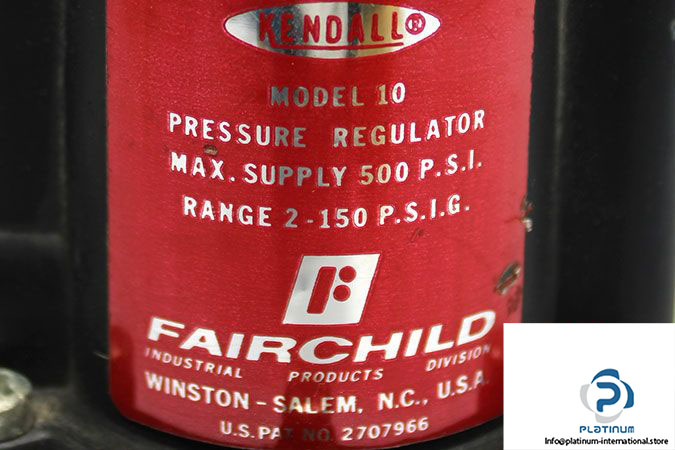 KENDALL®
MODEL 10
PRESSURE REGULATOR
MAX. SUPPLY 500 P.S.I.
RANGE 2-150 P.S.I.G.
FAIRCHILD
INDUSTRIAL PRODUCTS DIVISION
WINSTON-SALEM, N.C., U.S.A.
U.S. PAT NO. 2707966
PLATINUM
Info@platinum-international.store